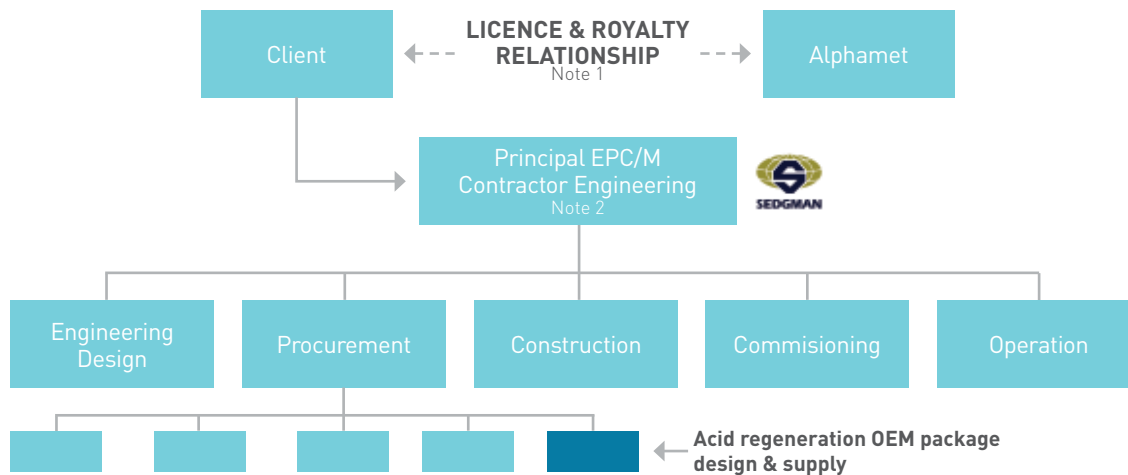 Client
LICENCE & ROYALTY
RELATIONSHIP
Note 1
Alphamet
Principal EPC/M
Contractor Engineering
Note 2
S
SEDGMAN
Engineering
Design
Procurement
Construction
Commisioning
Operation
Acid regeneration OEM package
design & supply